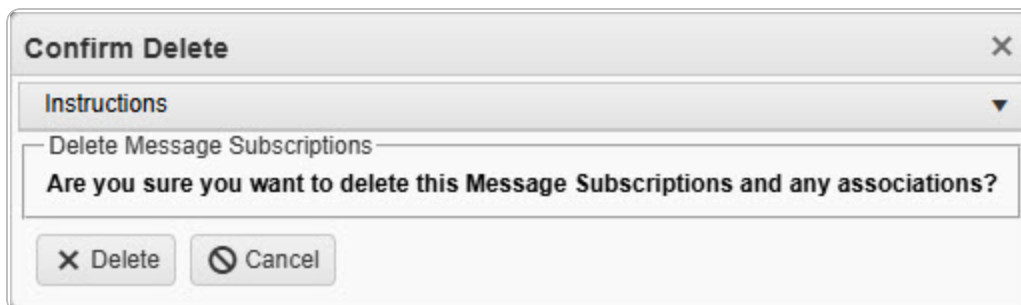 Confirm Delete
Instructions
Delete Message Subscriptions
Are you sure you want to delete this Message Subscriptions and any associations?
Delete
Cancel